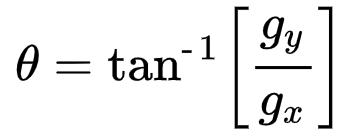 θ = tan⁻¹ [ g_y / g_x ]